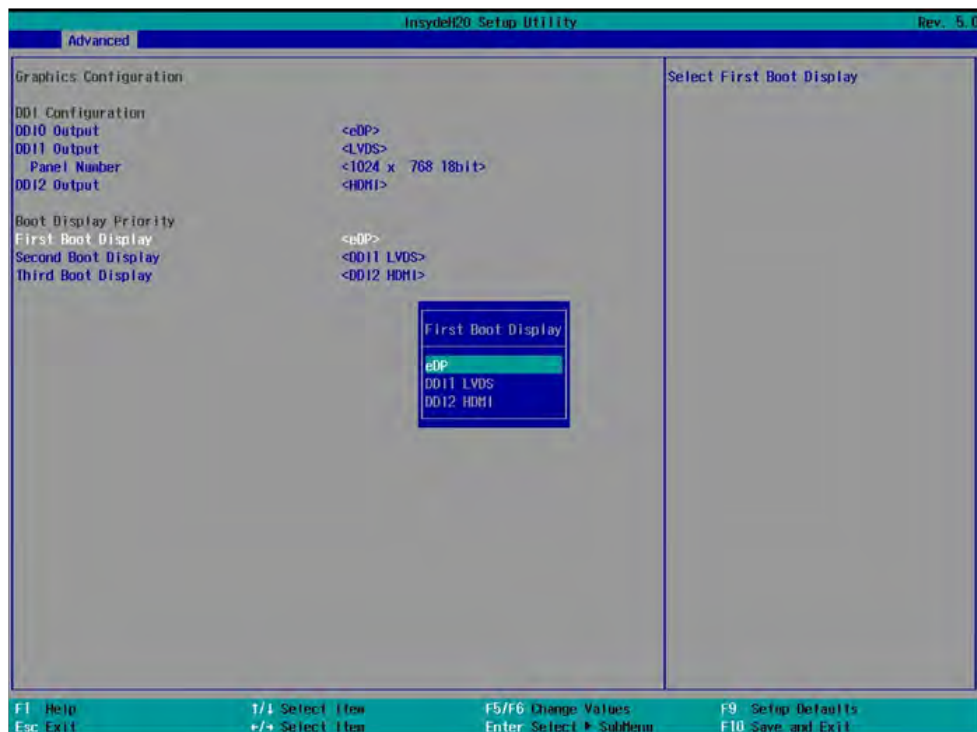 InsydeH20 Setup Utility Rev. 5.0
Advanced
Graphics Configuration
Select First Boot Display
DDI Configuration
DDI0 Output <eDP>
DDI1 Output <LVDS>
Panel Number <1024 x 768 18bit>
DDI2 Output <HDMI>
Boot Display Priority
First Boot Display <eDP>
Second Boot Display <DDI1 LVDS>
Third Boot Display <DDI2 HDMI>
First Boot Display
eDP
DDI1 LVDS
DDI2 HDMI
F1 Help ↑/↓ Select Item F5/F6 Change Values F9 Setup Defaults
Esc Exit ←/→ Select Item Enter Select ▶ SubMenu F10 Save and Exit